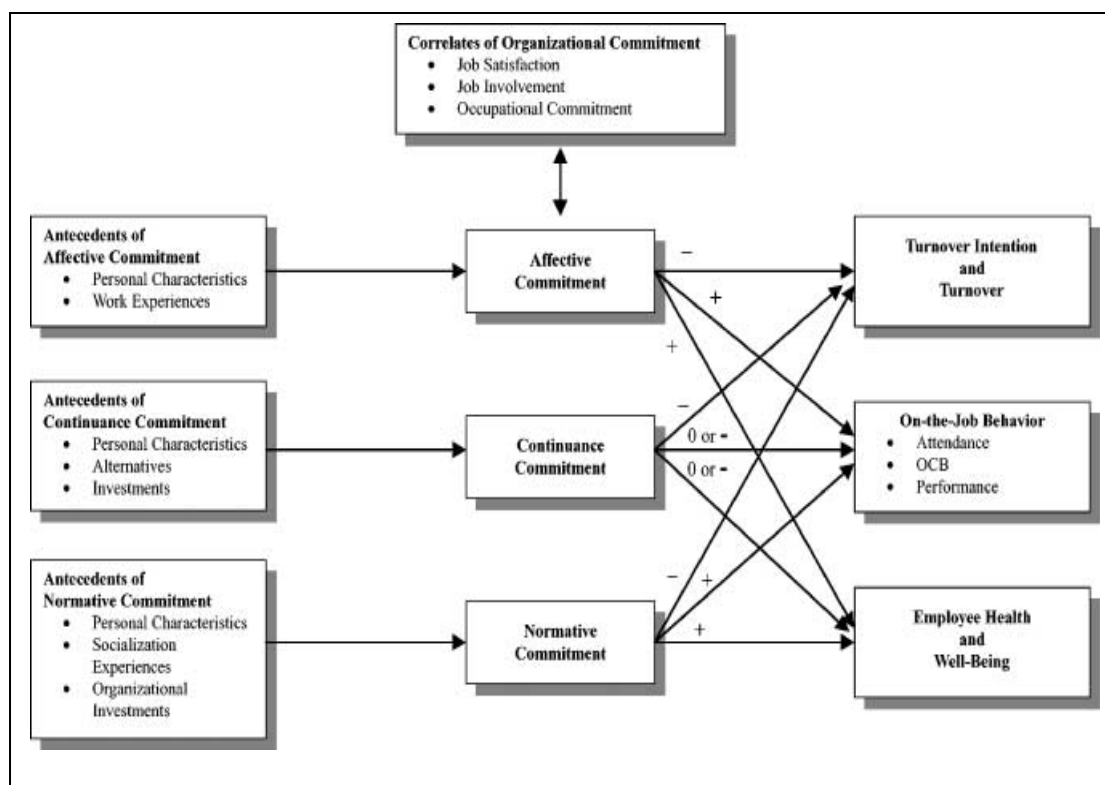 Correlates of Organizational Commitment
• Job Satisfaction
• Job Involvement
• Occupational Commitment
Antecedents of
Affective Commitment
• Personal Characteristics
• Work Experiences
Affective
Commitment
Turnover Intention
and
Turnover
−
+
+
Antecedents of
Continuance Commitment
• Personal Characteristics
• Alternatives
• Investments
Continuance
Commitment
−
0 or -
0 or -
On-the-Job Behavior
• Attendance
• OCB
• Performance
Antecedents of
Normative Commitment
• Personal Characteristics
• Socialization
Experiences
• Organizational
Investments
Normative
Commitment
− +
+
Employee Health
and
Well-Being